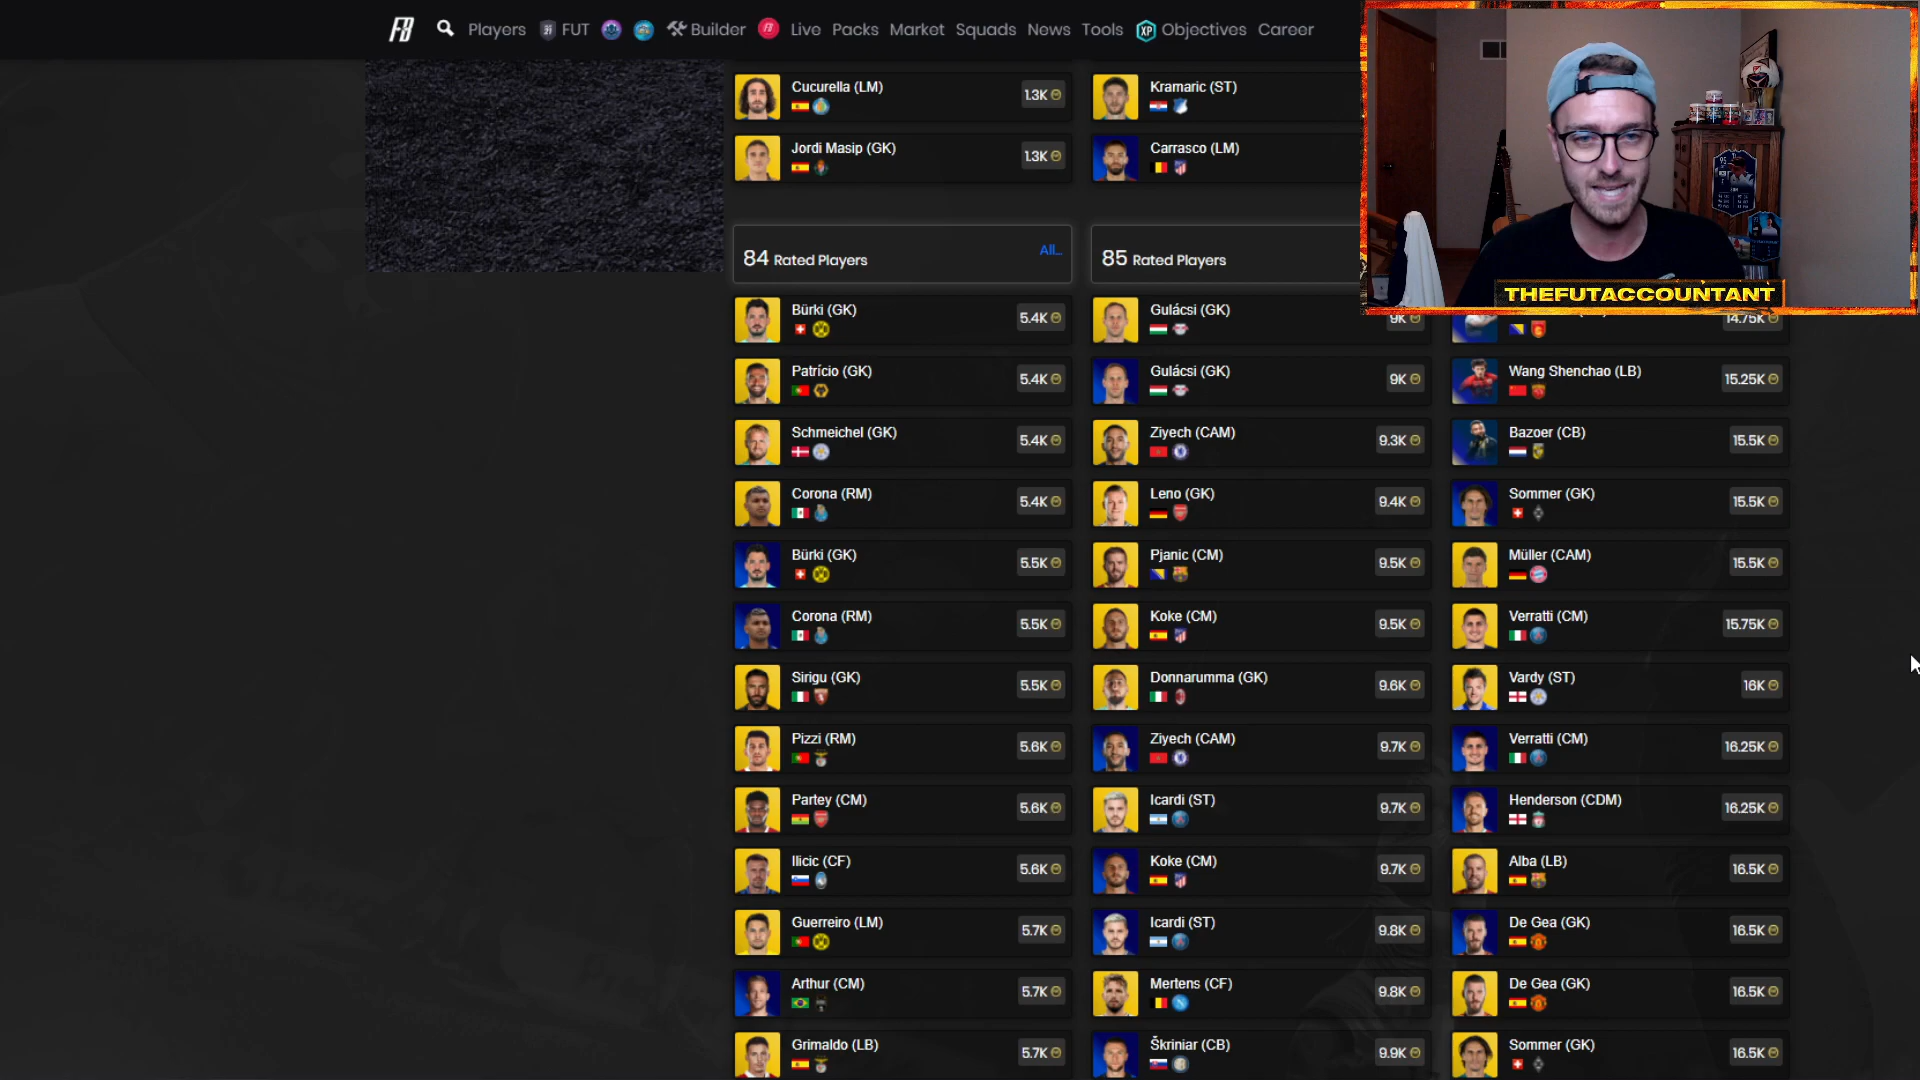 Players FUT Builder Live Packs Market Squads News Tools XP Objectives Career
Cucurella (LM) 1.3K
Jordi Masip (GK) 1.3K
Kramaric (ST)
Carrasco (LM)
84 Rated Players All...
Bürki (GK) 5.4K
Patrício (GK) 5.4K
Schmeichel (GK) 5.4K
Corona (RM) 5.4K
Bürki (GK) 5.5K
Corona (RM) 5.5K
Sirigu (GK) 5.5K
Pizzi (RM) 5.6K
Partey (CM) 5.6K
Ilicic (CF) 5.6K
Guerreiro (LM) 5.7K
Arthur (CM) 5.7K
Grimaldo (LB) 5.7K
85 Rated Players
Gulácsi (GK) 9K
Gulácsi (GK) 9K
Ziyech (CAM) 9.3K
Leno (GK) 9.4K
Pjanic (CM) 9.5K
Koke (CM) 9.5K
Donnarumma (GK) 9.6K
Ziyech (CAM) 9.7K
Icardi (ST) 9.7K
Koke (CM) 9.7K
Icardi (ST) 9.8K
Mertens (CF) 9.8K
Škriniar (CB) 9.9K
14.75K
Wang Shenchao (LB) 15.25K
Bazoer (CB) 15.5K
Sommer (GK) 15.5K
Müller (CAM) 15.5K
Verratti (CM) 15.75K
Vardy (ST) 16K
Verratti (CM) 16.25K
Henderson (CDM) 16.25K
Alba (LB) 16.5K
De Gea (GK) 16.5K
De Gea (GK) 16.5K
Sommer (GK) 16.5K
THEFUTACCOUNTANT